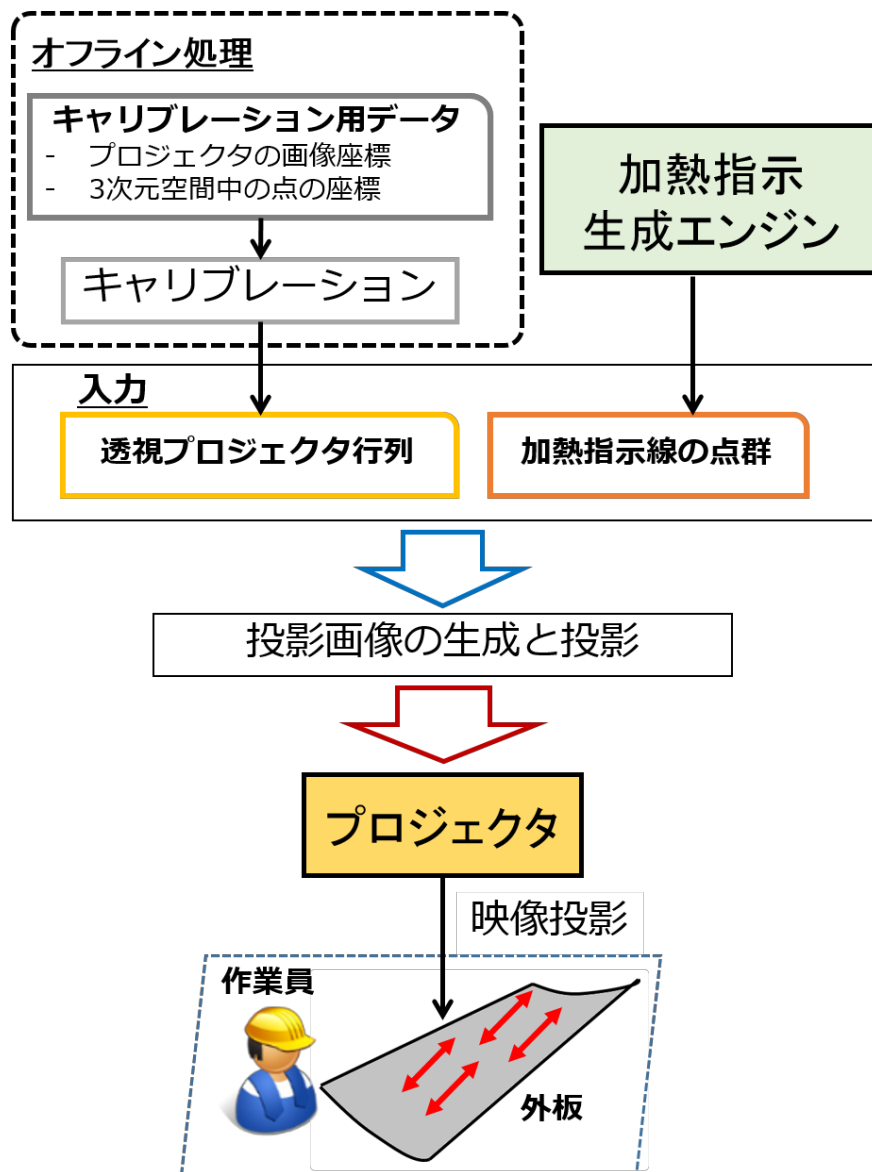 オフライン処理
キャリブレーション用データ
- プロジェクタの画像座標
- 3次元空間中の点の座標
キャリブレーション
加熱指示
生成エンジン
入力
透視プロジェクタ行列
加熱指示線の点群
投影画像の生成と投影
プロジェクタ
映像投影
作業員
外板